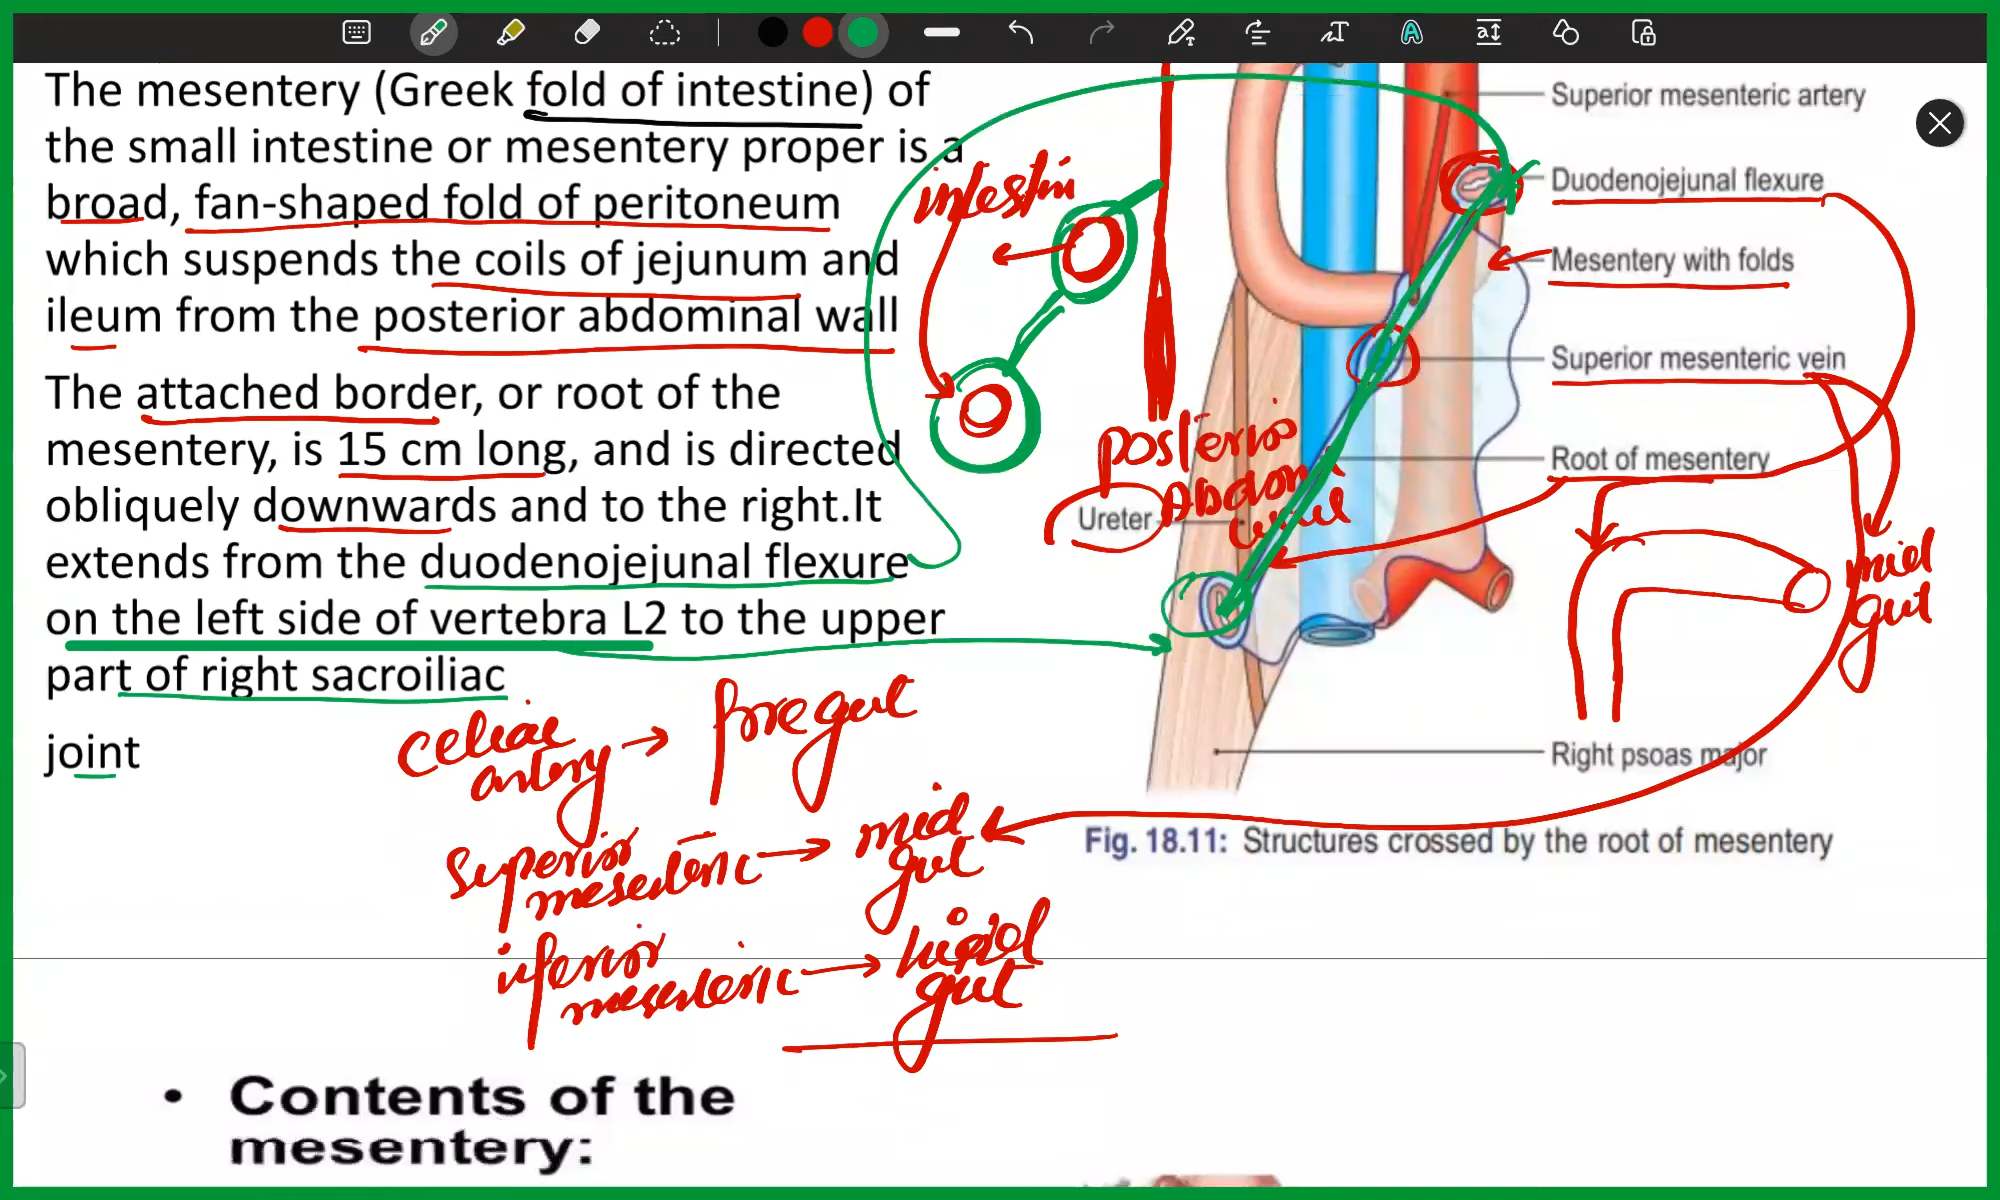 The mesentery (Greek fold of intestine) of
the small intestine or mesentery proper is a
broad, fan-shaped fold of peritoneum
which suspends the coils of jejunum and
ileum from the posterior abdominal wall
The attached border, or root of the
mesentery, is 15 cm long, and is directed
obliquely downwards and to the right.It
extends from the duodenojejunal flexure
on the left side of vertebra L2 to the upper
part of right sacroiliac
joint
intestin
Superior mesenteric artery
Duodenojejunal flexure
Mesentery with folds
Superior mesenteric vein
Root of mesentery
Ureter
Right psoas major
posterio
Abdom
mid
gut
Fig. 18.11: Structures crossed by the root of mesentery
celiac
artery → foregut
Superior
mesenteric → mid
gut
inferior
mesenteric → hind
gut
• Contents of the
mesentery: